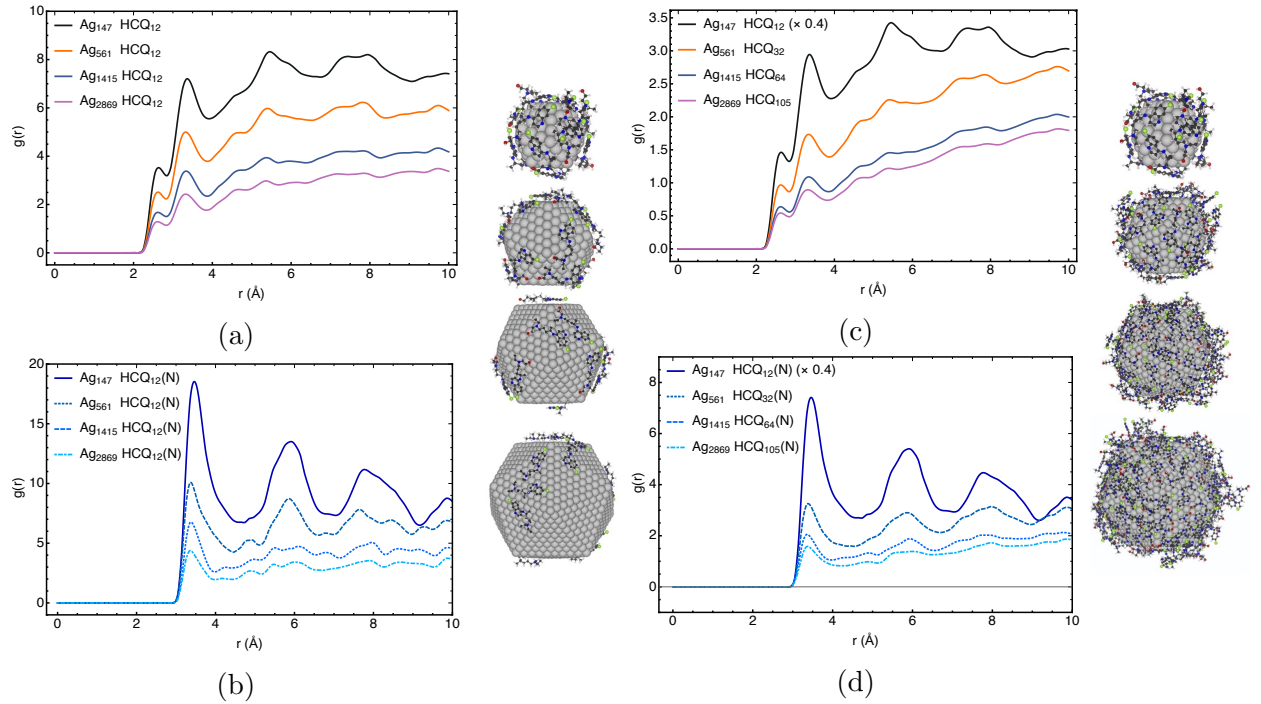 Ag147 HCQ12
Ag561 HCQ12
Ag1415 HCQ12
Ag2869 HCQ12
g(r)
10
8
6
4
2
0
0 2 4 6 8 10
r (Å)
(a)
Ag147 HCQ12(N)
Ag561 HCQ12(N)
Ag1415 HCQ12(N)
Ag2869 HCQ12(N)
g(r)
20
15
10
5
0
0 2 4 6 8 10
r (Å)
(b)
Ag147 HCQ12 (× 0.4)
Ag561 HCQ32
Ag1415 HCQ64
Ag2869 HCQ105
g(r)
3.5
3.0
2.5
2.0
1.5
1.0
0.5
0.0
0 2 4 6 8 10
r (Å)
(c)
Ag147 HCQ12(N) (× 0.4)
Ag561 HCQ32(N)
Ag1415 HCQ64(N)
Ag2869 HCQ105(N)
g(r)
8
6
4
2
0
0 2 4 6 8 10
r (Å)
(d)